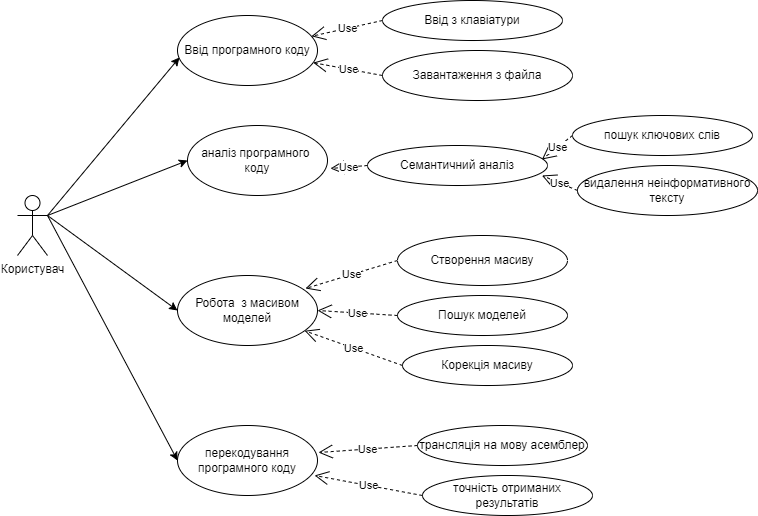 Ввід з клавіатури
Use
Ввід програмного коду
Use
Завантаження з файла
пошук ключових слів
Use
аналіз програмного
коду
Use
Семантичний аналіз
Use
видалення неінформативного
тексту
Користувач
Створення масиву
Use
Робота з масивом
моделей
Use
Пошук моделей
Use
Корекція масиву
трансляція на мову асемблер
Use
перекодування
програмного коду
Use
точність отриманих
результатів